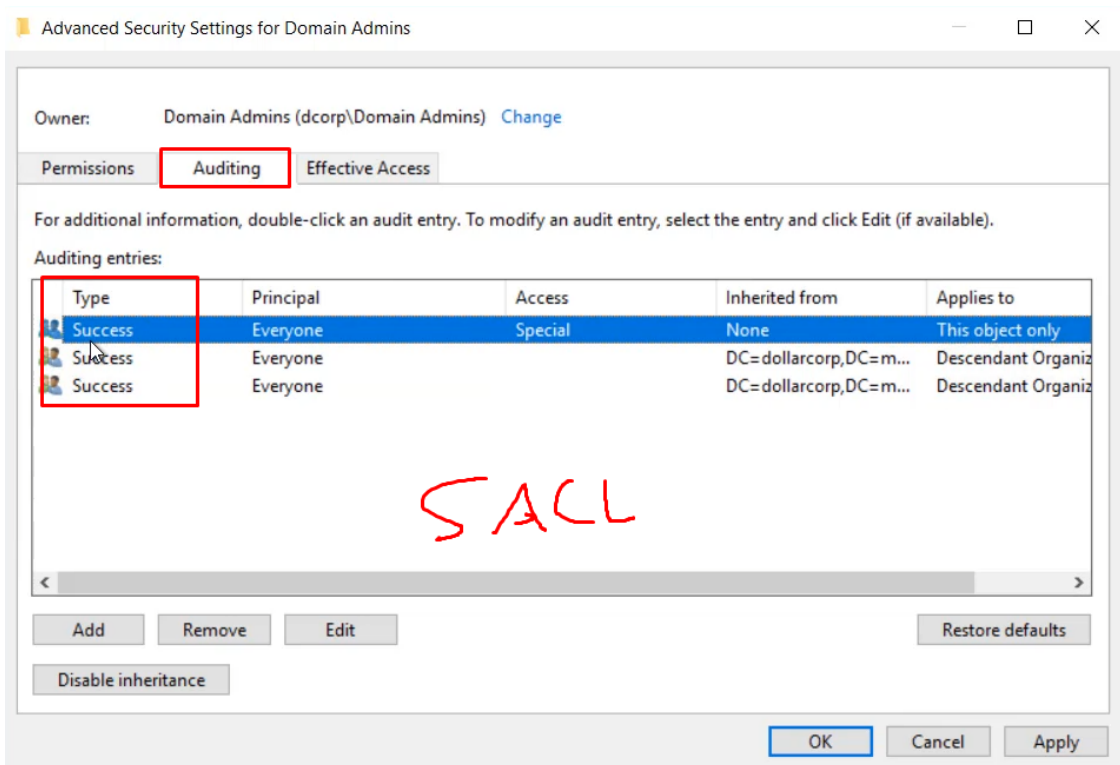 Advanced Security Settings for Domain Admins
Owner: Domain Admins (dcorp\Domain Admins) Change
Permissions Auditing Effective Access
For additional information, double-click an audit entry. To modify an audit entry, select the entry and click Edit (if available).
Auditing entries:
Type Principal Access Inherited from Applies to
Success Everyone Special None This object only
Success Everyone DC=dollarcorp,DC=m... Descendant Organiz
Success Everyone DC=dollarcorp,DC=m... Descendant Organiz
SACL
Add Remove Edit Restore defaults
Disable inheritance
OK Cancel Apply